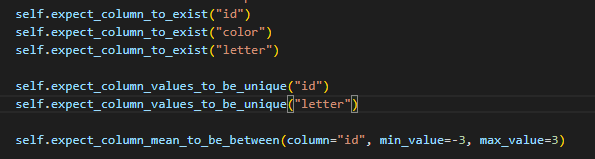 self.expect_column_to_exist("id")
self.expect_column_to_exist("color")
self.expect_column_to_exist("letter")
self.expect_column_values_to_be_unique("id")
self.expect_column_values_to_be_unique("letter")
self.expect_column_mean_to_be_between(column="id", min_value=-3, max_value=3)